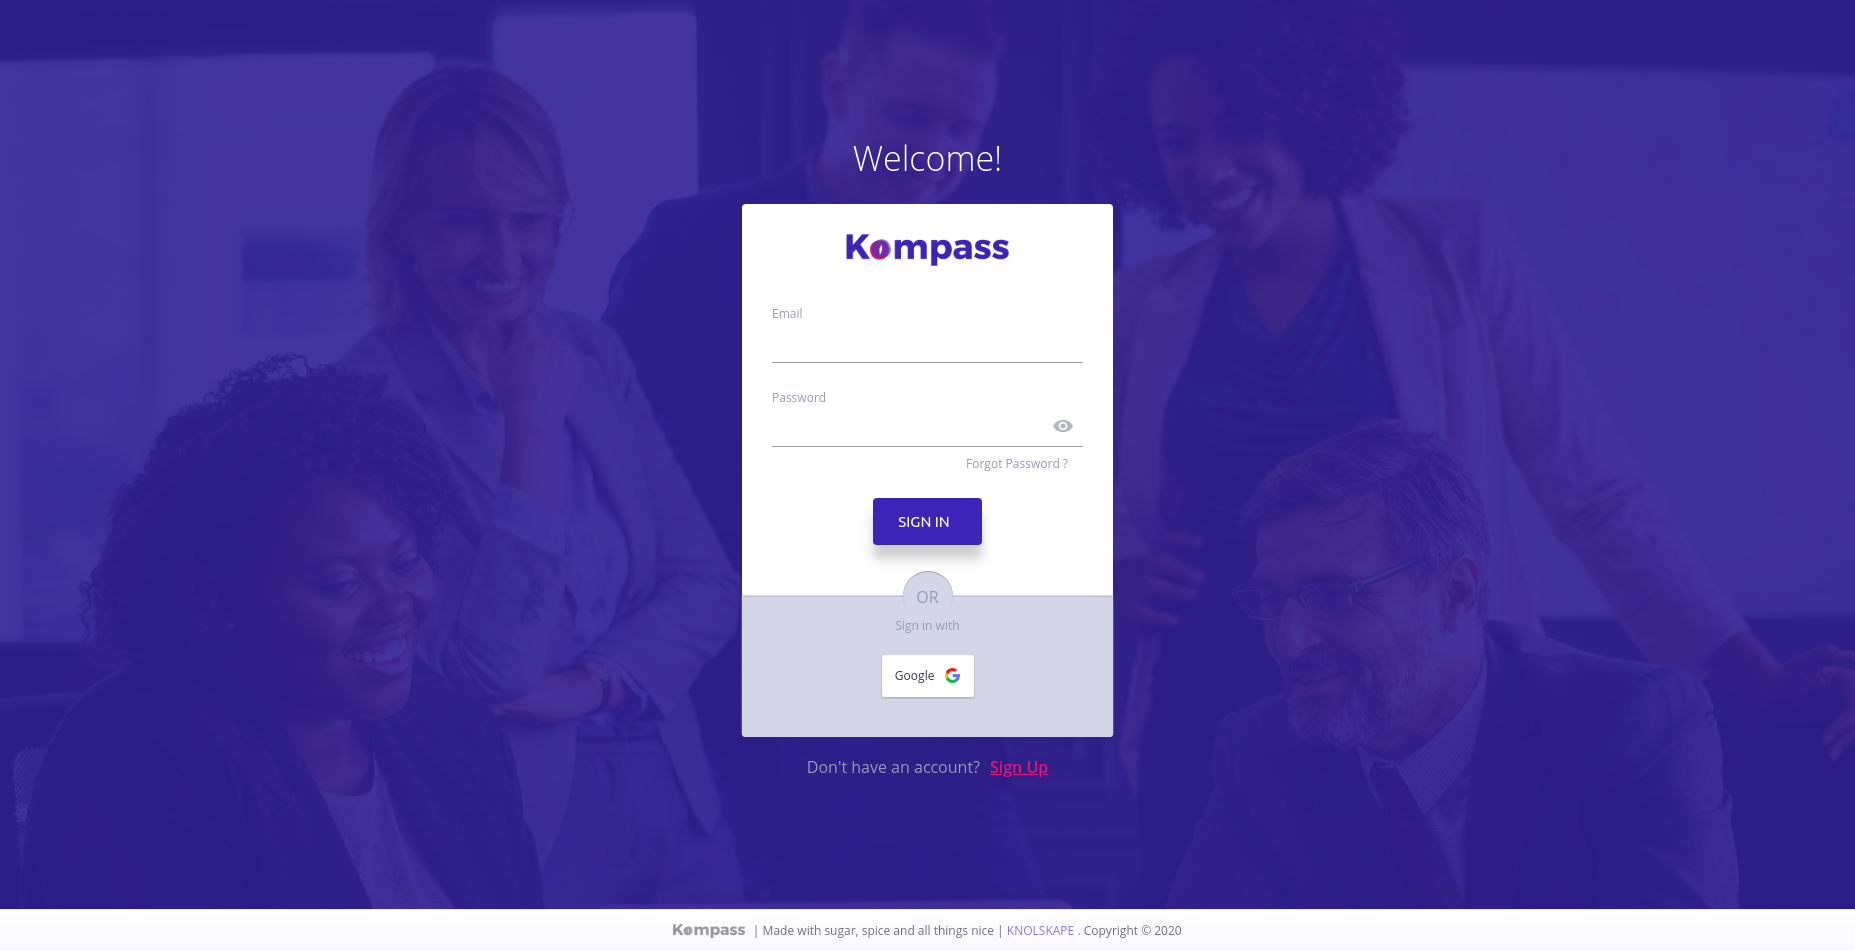 Welcome!
Kompass
Email
Password
Forgot Password ?
SIGN IN
OR
Sign in with
Google
Don't have an account? Sign Up
Kompass | Made with sugar, spice and all things nice | KNOLSKAPE . Copyright © 2020